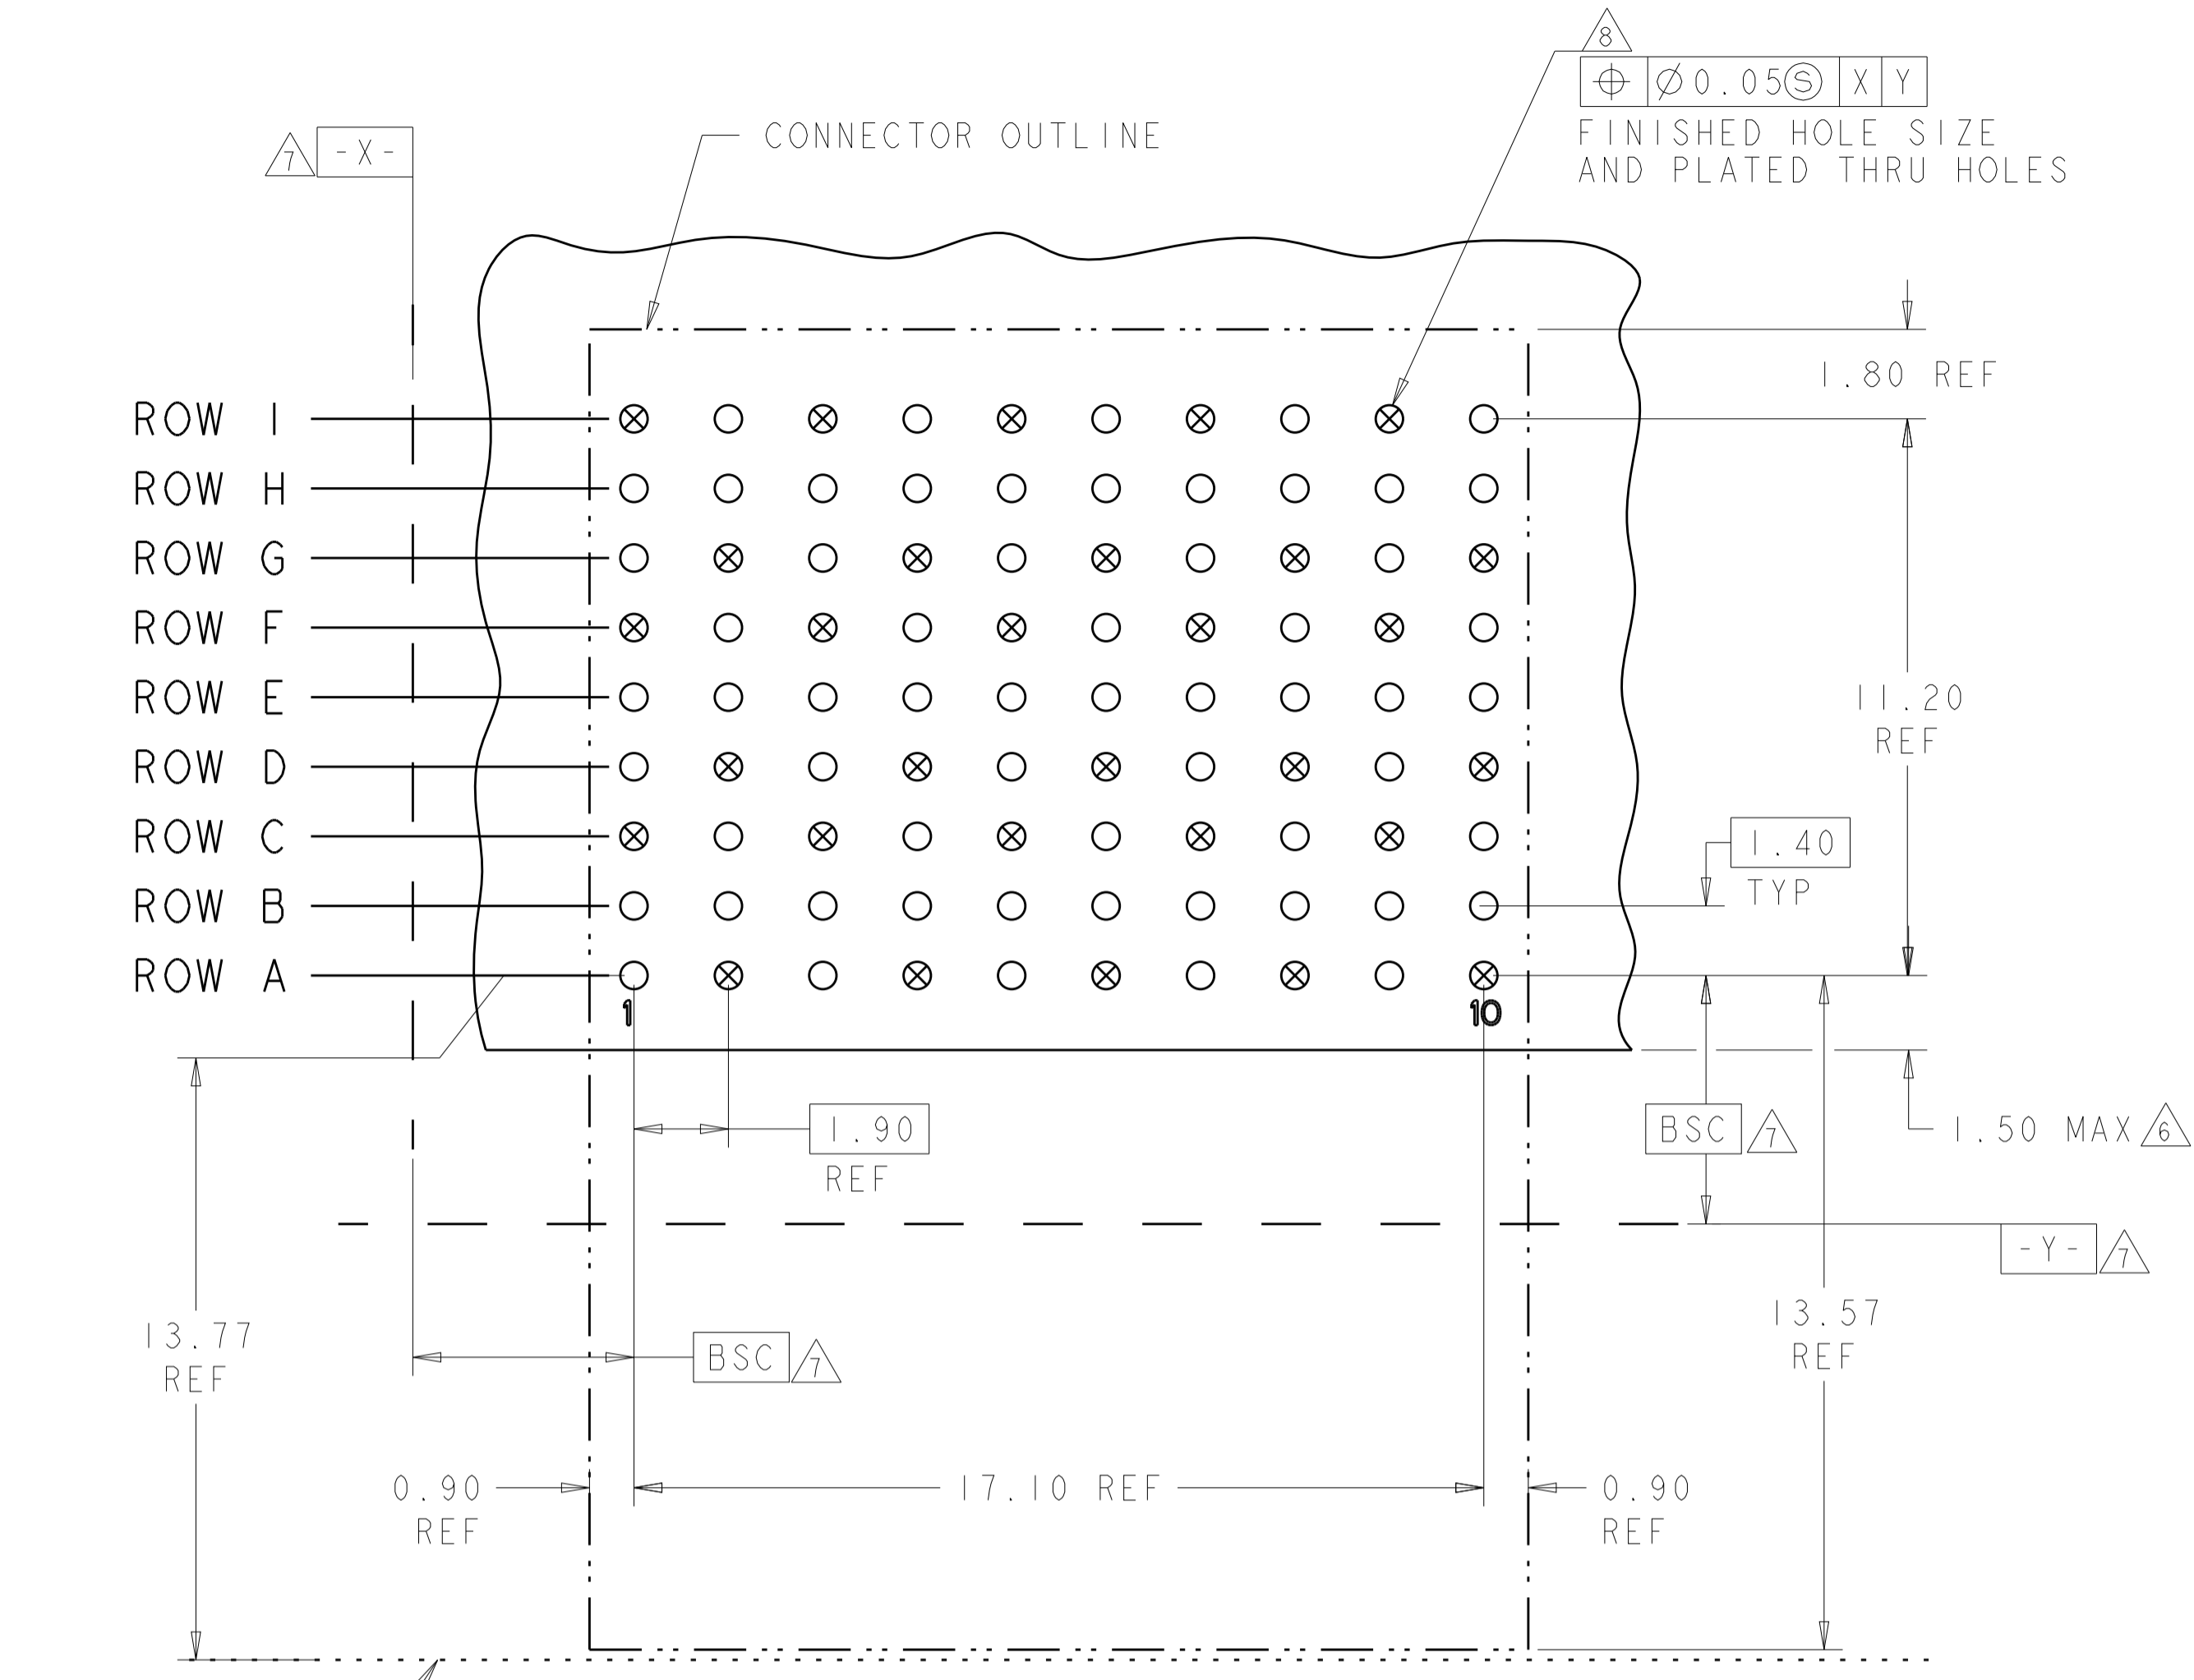 8
⌖ ⌀0.05Ⓢ X Y
FINISHED HOLE SIZE
AND PLATED THRU HOLES
CONNECTOR OUTLINE
7 -X-
1.80 REF
ROW I
ROW H
ROW G
ROW F
ROW E
11.20
REF
ROW D
ROW C
1.40
TYP
ROW B
ROW A
1 10
1.90
REF
BSC 7
1.50 MAX 6
-Y- 7
13.77
REF
13.57
REF
BSC 7
0.90
REF
17.10 REF
0.90
REF